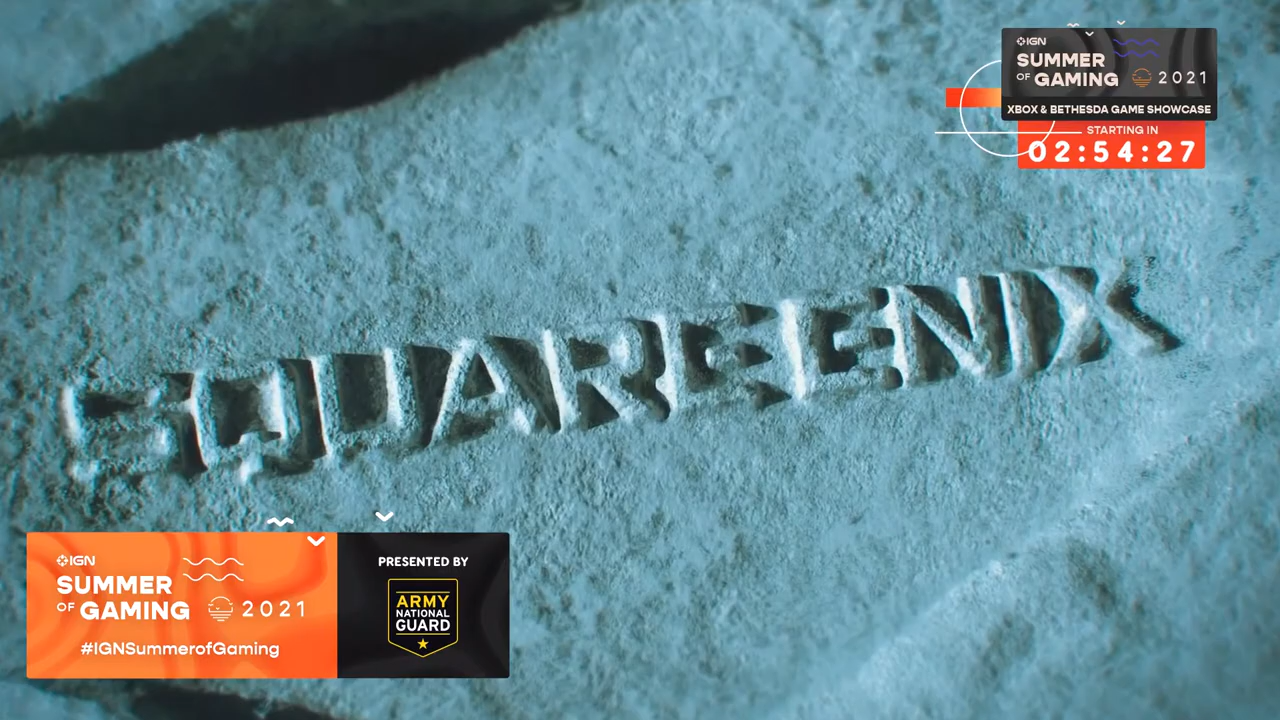 IGN
SUMMER
OF GAMING 2021
XBOX & BETHESDA GAME SHOWCASE
STARTING IN
02:54:27
SQUARE ENIX
IGN
SUMMER
OF GAMING 2021
#IGNSummerofGaming
PRESENTED BY
ARMY
NATIONAL
GUARD